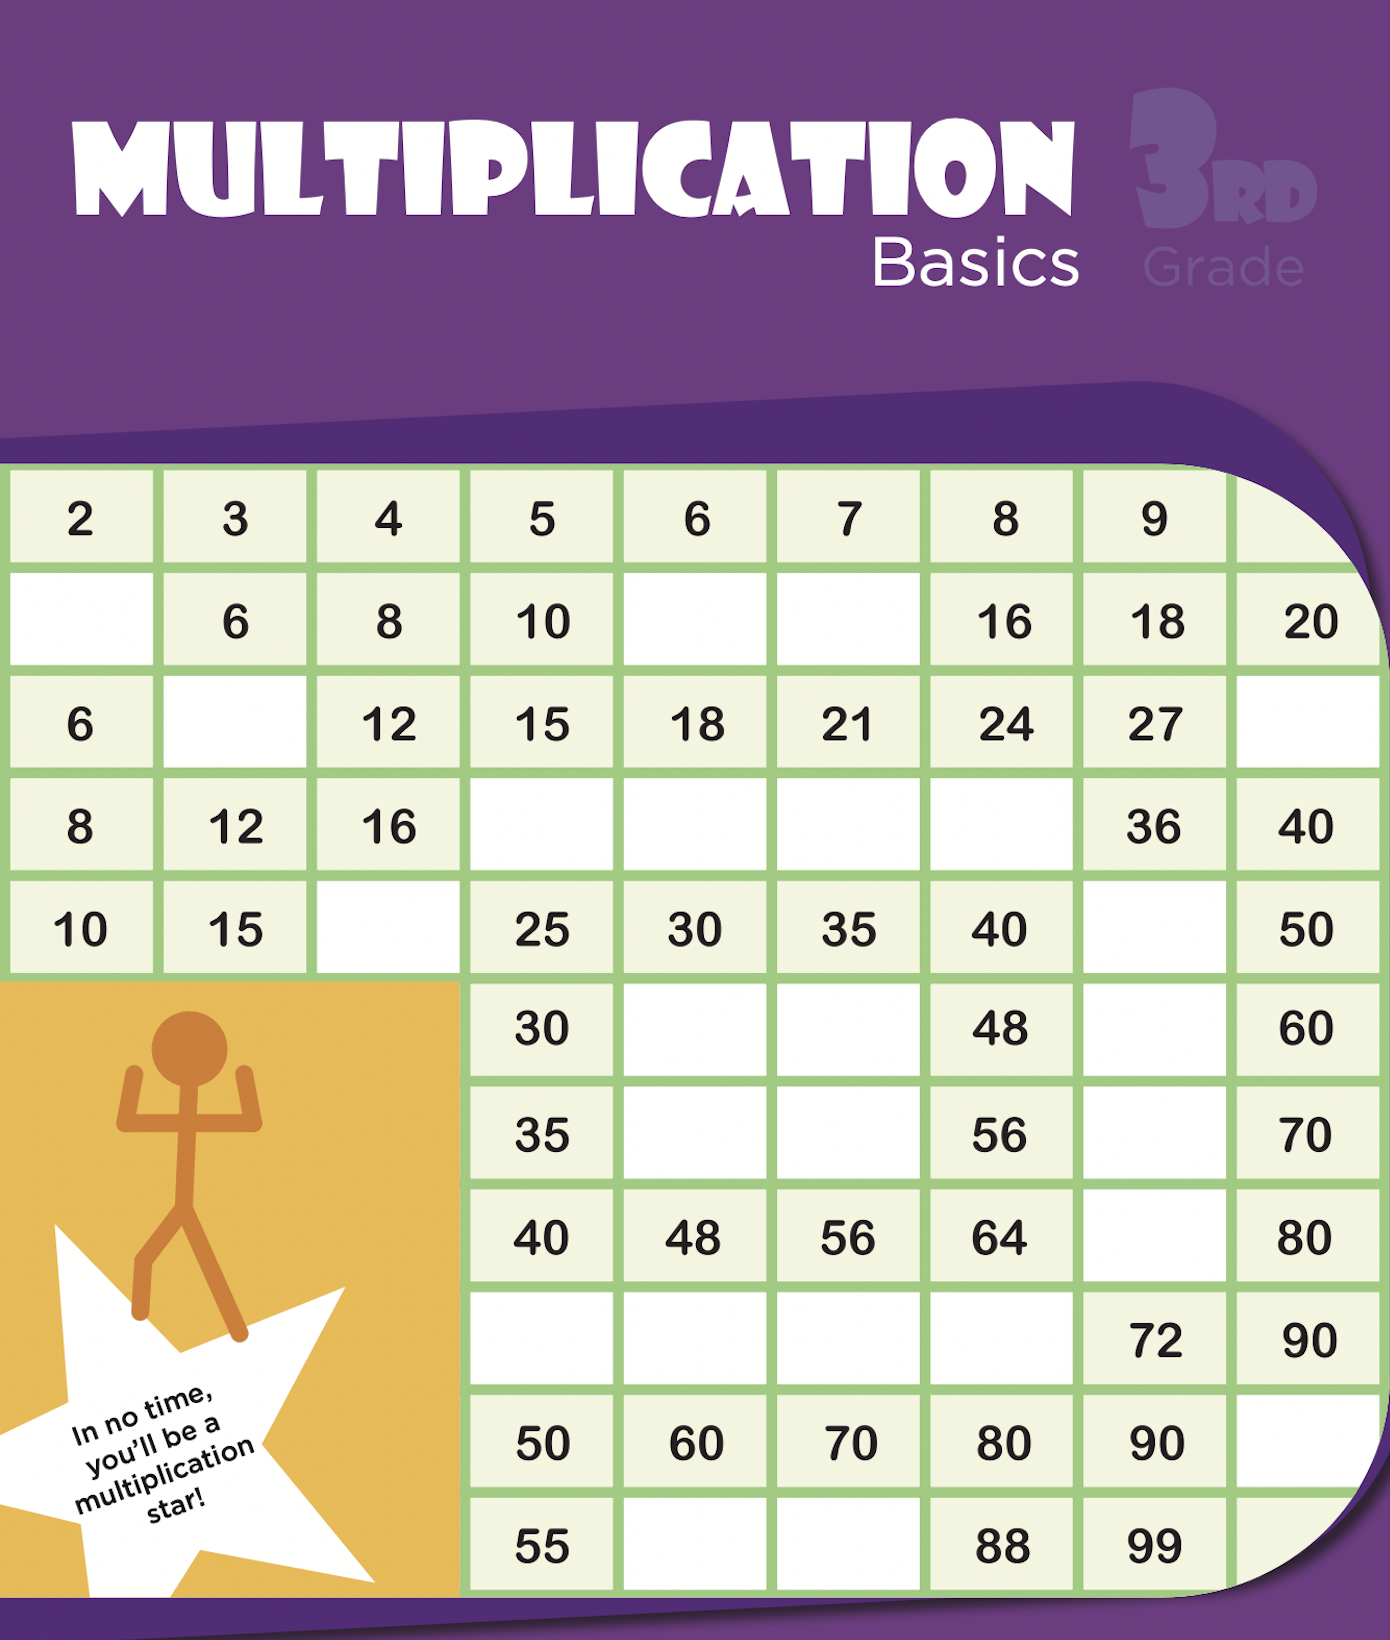 MULTIPLICATION
Basics
3RD
Grade
2 3 4 5 6 7 8 9
6 8 10 16 18 20
6 12 15 18 21 24 27
8 12 16 36 40
10 15 25 30 35 40 50
30 48 60
35 56 70
40 48 56 64 80
72 90
50 60 70 80 90
55 88 99
In no time,
you'll be a
multiplication
star!